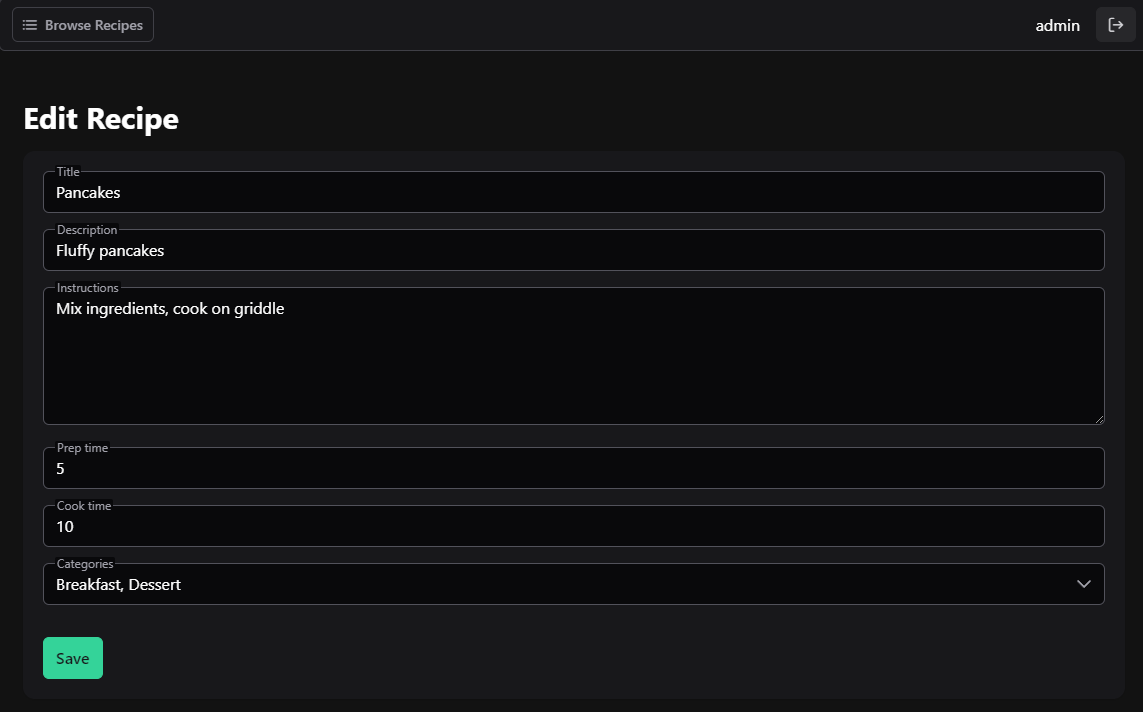 Browse Recipes
admin
Edit Recipe
Title
Pancakes
Description
Fluffy pancakes
Instructions
Mix ingredients, cook on griddle
Prep time
5
Cook time
10
Categories
Breakfast, Dessert
Save